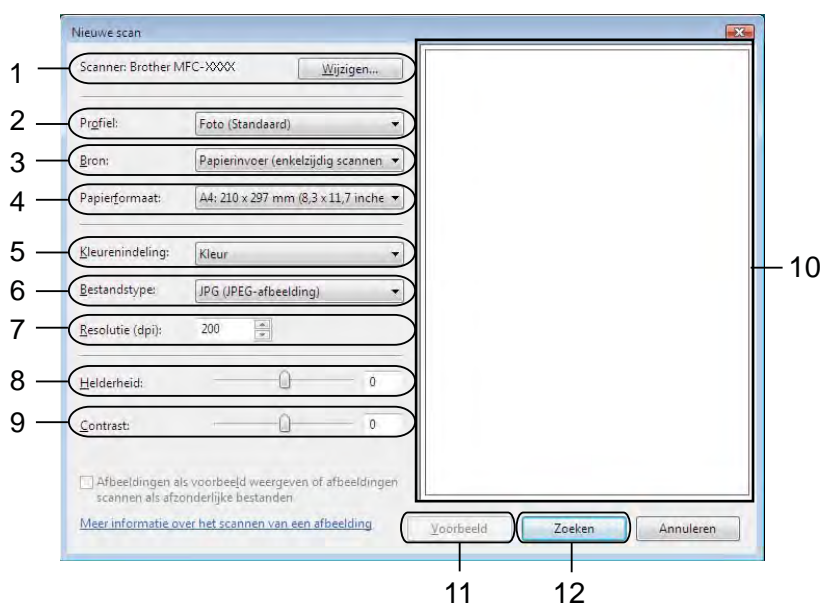 Nieuwe scan
1 Scanner: Brother MFC-XXXX Wijzigen...
2 Profiel: Foto (Standaard)
3 Bron: Papierinvoer (enkelzijdig scannen
4 Papierformaat: A4: 210 x 297 mm (8,3 x 11,7 inche
5 Kleurenindeling: Kleur
10
6 Bestandstype: JPG (JPEG-afbeelding)
7 Resolutie (dpi): 200
8 Helderheid: 0
9 Contrast: 0
Afbeeldingen als voorbeeld weergeven of afbeeldingen
scannen als afzonderlijke bestanden
Meer informatie over het scannen van een afbeelding Voorbeeld Zoeken Annuleren
11 12